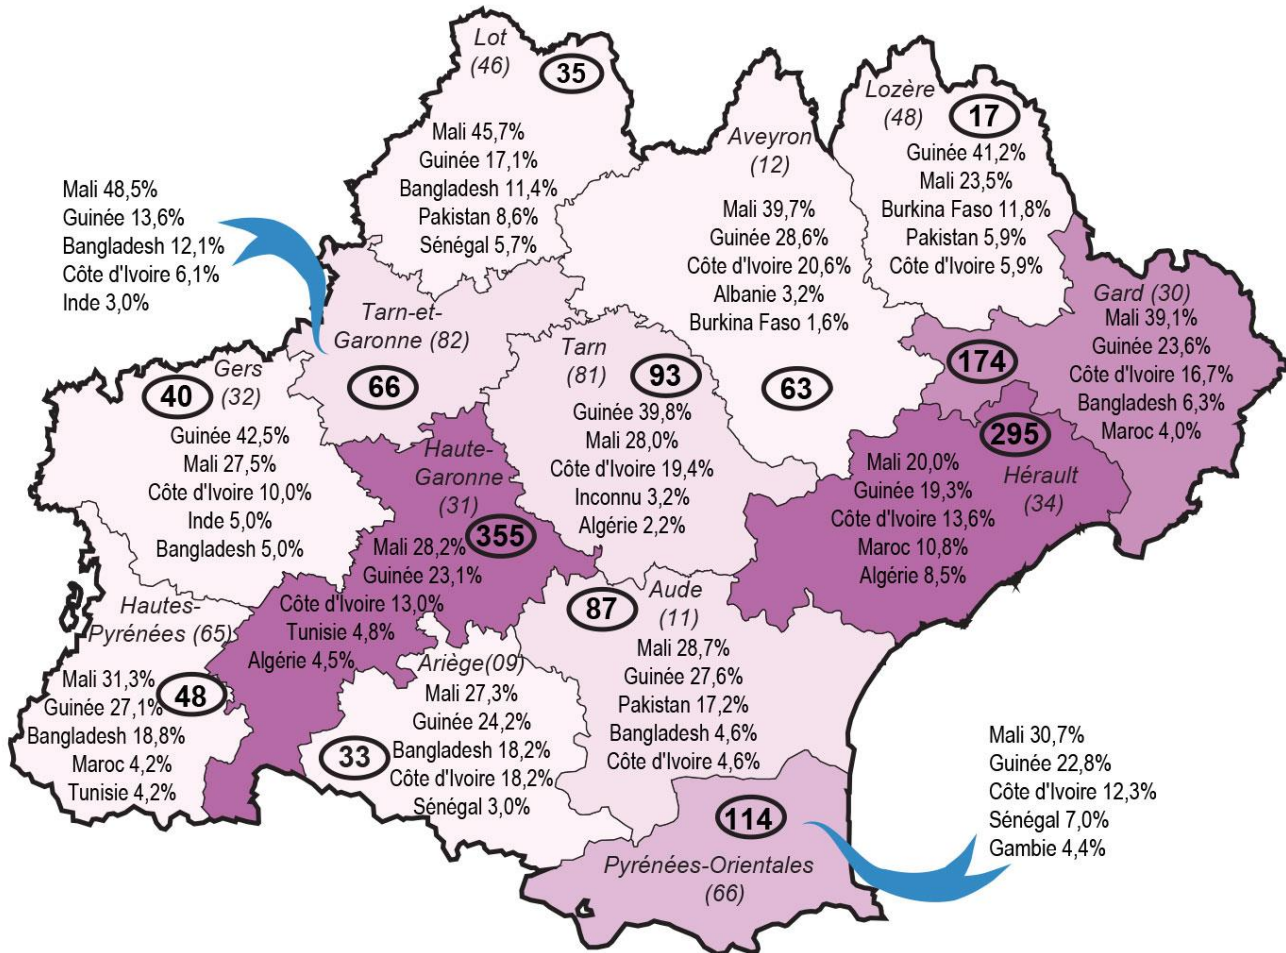 Lot
(46)
35
Mali 45,7%
Guinée 17,1%
Bangladesh 11,4%
Pakistan 8,6%
Sénégal 5,7%
Aveyron
(12)
Mali 39,7%
Guinée 28,6%
Côte d'Ivoire 20,6%
Albanie 3,2%
Burkina Faso 1,6%
63
Lozère
(48)
17
Guinée 41,2%
Mali 23,5%
Burkina Faso 11,8%
Pakistan 5,9%
Côte d'Ivoire 5,9%
Mali 48,5%
Guinée 13,6%
Bangladesh 12,1%
Côte d'Ivoire 6,1%
Inde 3,0%
Tarn-et-
Garonne (82)
66
Gard (30)
Mali 39,1%
Guinée 23,6%
Côte d'Ivoire 16,7%
Bangladesh 6,3%
Maroc 4,0%
174
Gers
(32)
40
Guinée 42,5%
Mali 27,5%
Côte d'Ivoire 10,0%
Inde 5,0%
Bangladesh 5,0%
Tarn
(81)
93
Guinée 39,8%
Mali 28,0%
Côte d'Ivoire 19,4%
Inconnu 3,2%
Algérie 2,2%
295
Hérault
(34)
Mali 20,0%
Guinée 19,3%
Côte d'Ivoire 13,6%
Maroc 10,8%
Algérie 8,5%
Haute-
Garonne
(31)
355
Mali 28,2%
Guinée 23,1%
Côte d'Ivoire 13,0%
Tunisie 4,8%
Algérie 4,5%
Hautes-
Pyrénées (65)
48
Mali 31,3%
Guinée 27,1%
Bangladesh 18,8%
Maroc 4,2%
Tunisie 4,2%
Ariège(09)
Mali 27,3%
Guinée 24,2%
Bangladesh 18,2%
Côte d'Ivoire 18,2%
Sénégal 3,0%
33
87
Aude
(11)
Mali 28,7%
Guinée 27,6%
Pakistan 17,2%
Bangladesh 4,6%
Côte d'Ivoire 4,6%
114
Pyrénées-Orientales
(66)
Mali 30,7%
Guinée 22,8%
Côte d'Ivoire 12,3%
Sénégal 7,0%
Gambie 4,4%